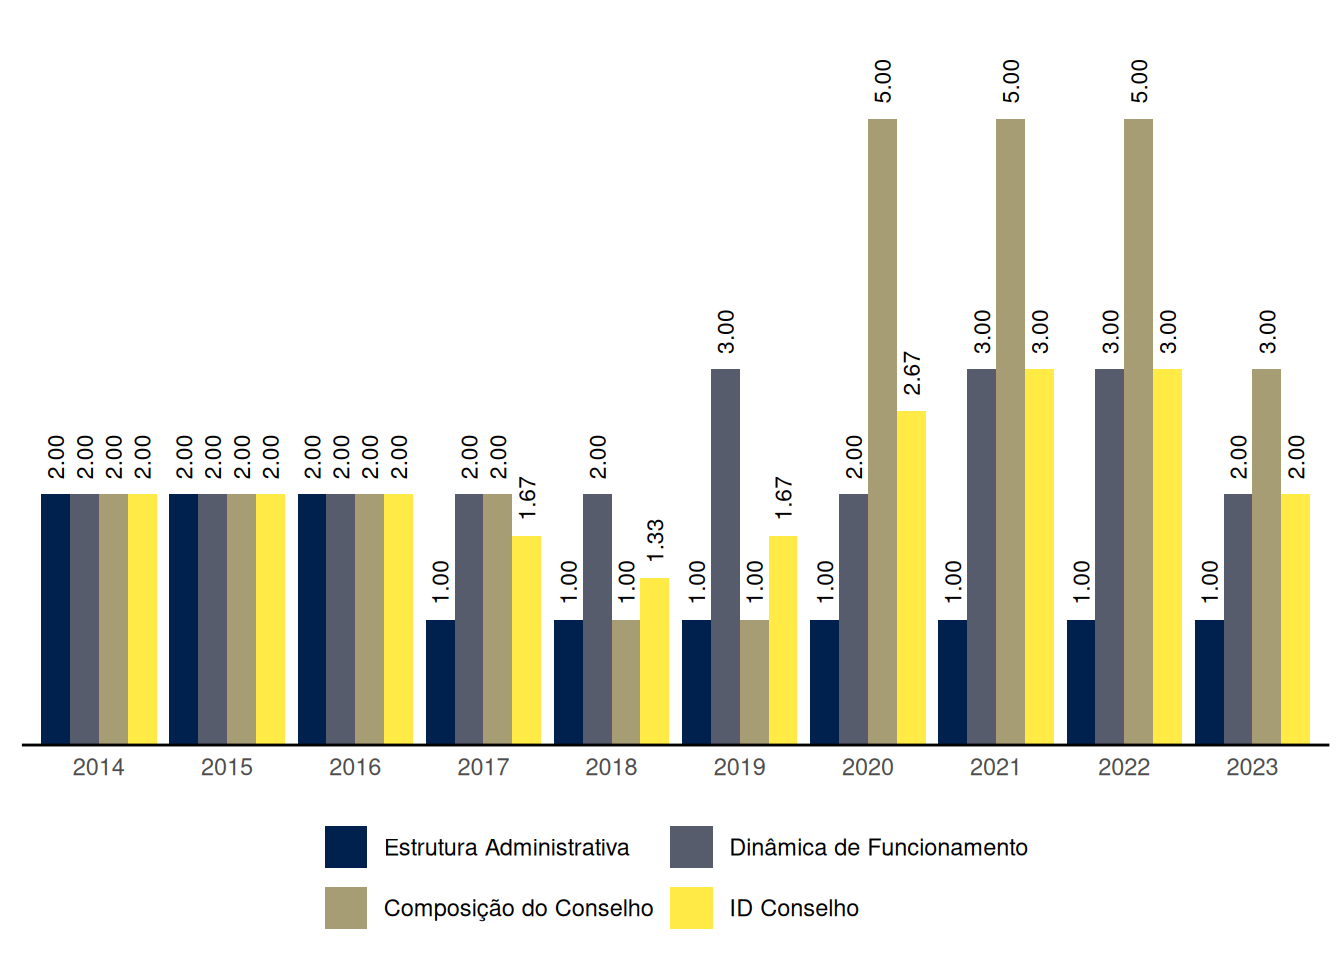 5.00 5.00 5.00
3.00 3.00 3.00 3.00 3.00 3.00
2.67
2.00 2.00 2.00 2.00 2.00 2.00 2.00 2.00 2.00 2.00 2.00 2.00 2.00 2.00 2.00 2.00 2.00 2.00
1.67 1.67
1.33
1.00 1.00 1.00 1.00 1.00 1.00 1.00 1.00 1.00
2014 2015 2016 2017 2018 2019 2020 2021 2022 2023
Estrutura Administrativa Dinâmica de Funcionamento
Composição do Conselho ID Conselho